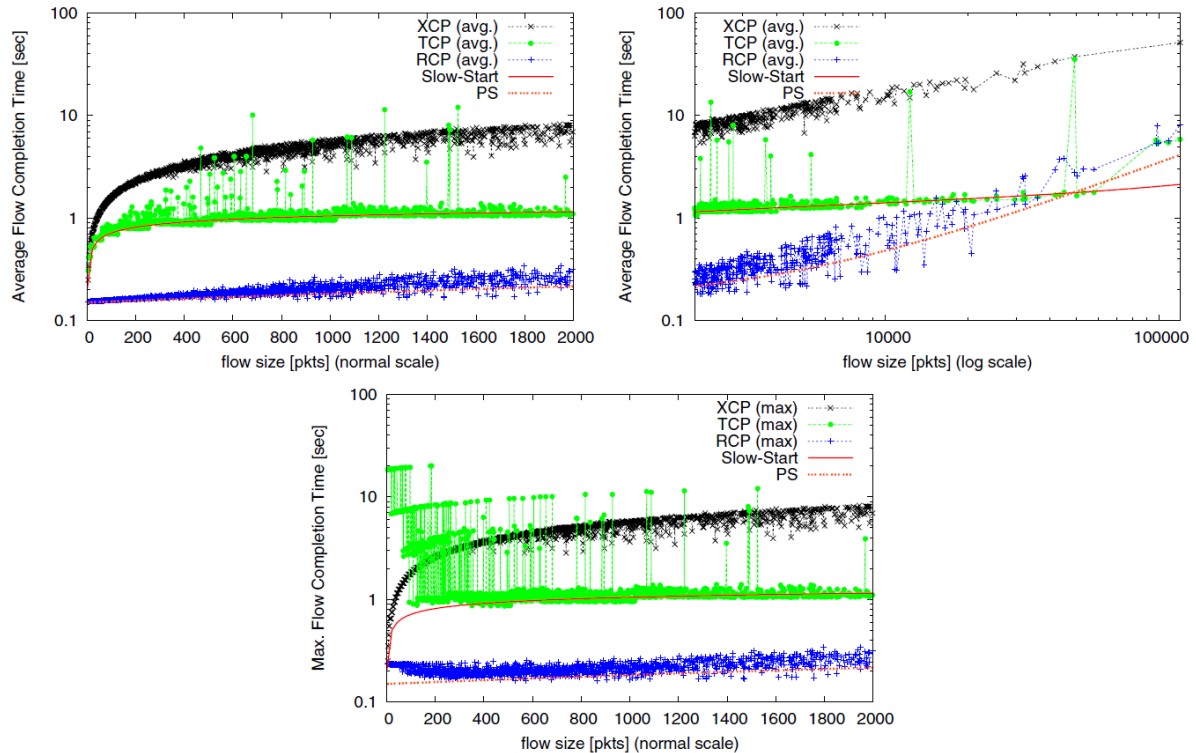 Average Flow Completion Time [sec]
100
10
1
0.1
XCP (avg.)
TCP (avg.)
RCP (avg.)
Slow-Start
PS
0 200 400 600 800 1000 1200 1400 1600 1800 2000
flow size [pkts] (normal scale)
Average Flow Completion Time [sec]
100
10
1
0.1
XCP (avg.)
TCP (avg.)
RCP (avg.)
Slow-Start
PS
10000 100000
flow size [pkts] (log scale)
Max. Flow Completion Time [sec]
100
10
1
0.1
XCP (max)
TCP (max)
RCP (max)
Slow-Start
PS
0 200 400 600 800 1000 1200 1400 1600 1800 2000
flow size [pkts] (normal scale)